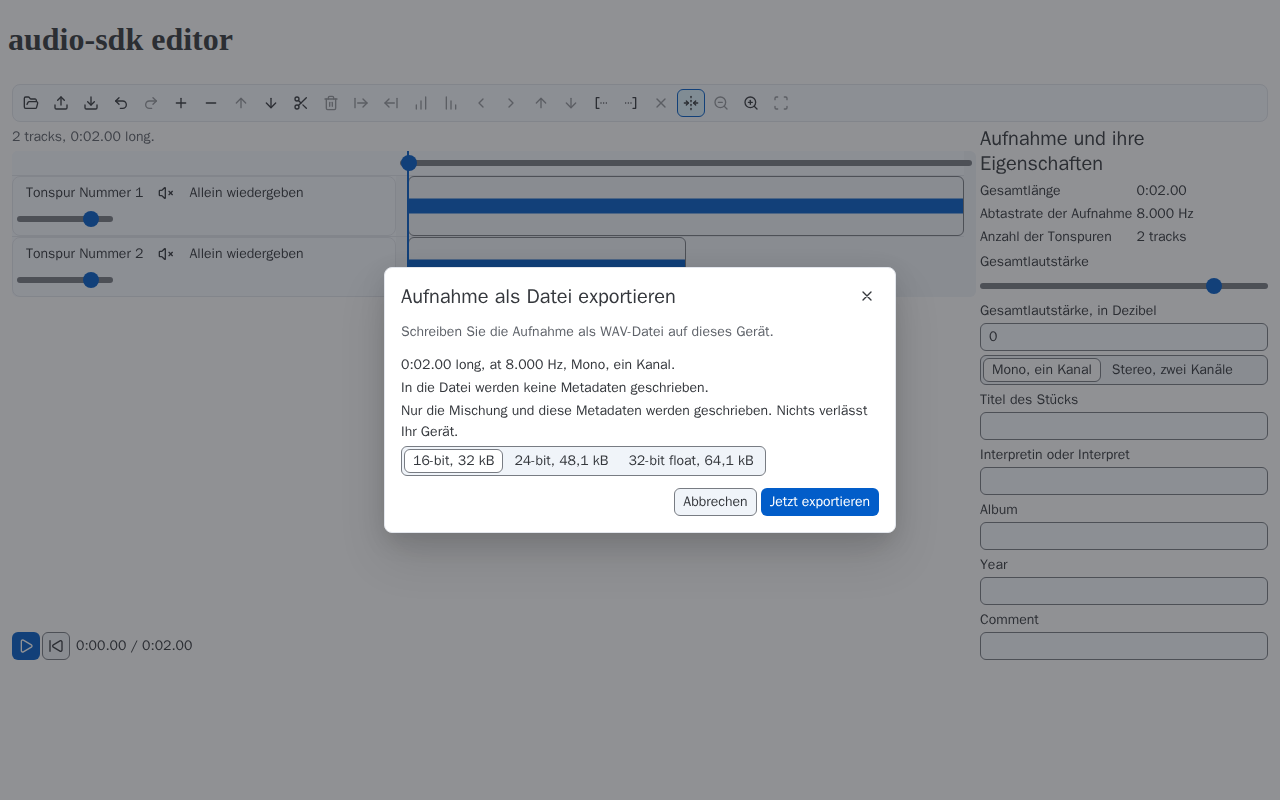 audio-sdk editor
2 tracks, 0:02.00 long.
Tonspur Nummer 1 Allein wiedergeben
Tonspur Nummer 2 Allein wiedergeben
0:00.00 / 0:02.00
Aufnahme und ihre
Eigenschaften
Gesamtlänge 0:02.00
Abtastrate der Aufnahme 8.000 Hz
Anzahl der Tonspuren 2 tracks
Gesamtlautstärke
Gesamtlautstärke, in Dezibel
0
Mono, ein Kanal Stereo, zwei Kanäle
Titel des Stücks
Interpretin oder Interpret
Album
Year
Comment
Aufnahme als Datei exportieren
Schreiben Sie die Aufnahme als WAV-Datei auf dieses Gerät.
0:02.00 long, at 8.000 Hz, Mono, ein Kanal.
In die Datei werden keine Metadaten geschrieben.
Nur die Mischung und diese Metadaten werden geschrieben. Nichts verlässt
Ihr Gerät.
16-bit, 32 kB 24-bit, 48,1 kB 32-bit float, 64,1 kB
Abbrechen Jetzt exportieren